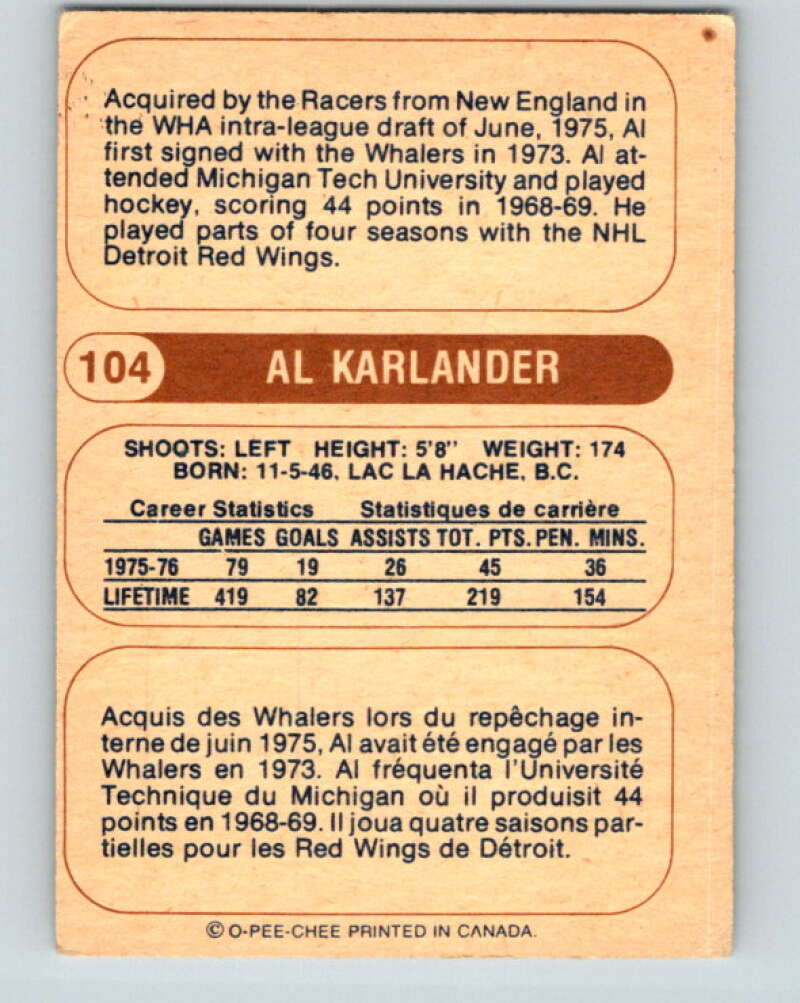 Acquired by the Racers from New England in
the WHA intra-league draft of June, 1975, Al
first signed with the Whalers in 1973. Al at-
tended Michigan Tech University and played
hockey, scoring 44 points in 1968-69. He
played parts of four seasons with the NHL
Detroit Red Wings.
104 AL KARLANDER
SHOOTS: LEFT HEIGHT: 5'8" WEIGHT: 174
BORN: 11-5-46, LAC LA HACHE, B.C.
Career Statistics Statistiques de carrière
GAMES GOALS ASSISTS TOT. PTS. PEN. MINS.
1975-76 79 19 26 45 36
LIFETIME 419 82 137 219 154
Acquis des Whalers lors du repêchage in-
terne de juin 1975, Al avait été engagé par les
Whalers en 1973. Al fréquenta l'Université
Technique du Michigan où il produisit 44
points en 1968-69. Il joua quatre saisons par-
tielles pour les Red Wings de Détroit.
© O-PEE-CHEE PRINTED IN CANADA.